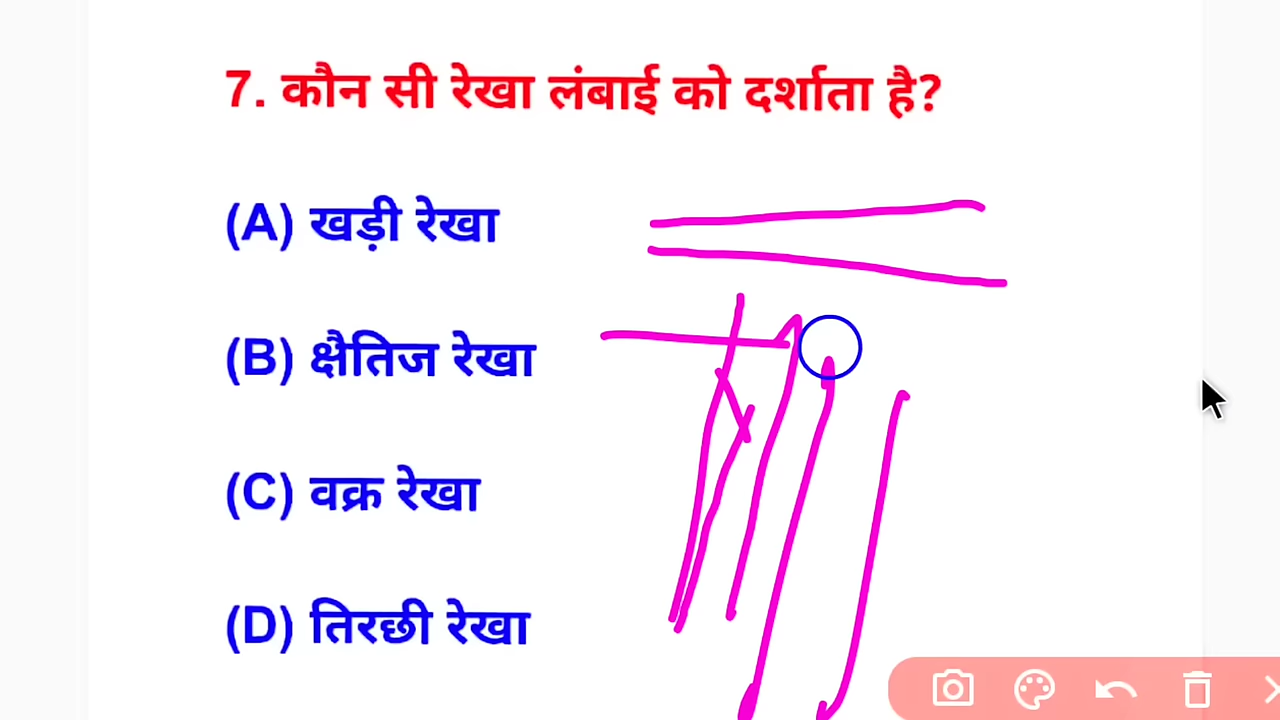 7. कौन सी रेखा लंबाई को दर्शाता है?
(A) खड़ी रेखा
(B) क्षैतिज रेखा
(C) वक्र रेखा
(D) तिरछी रेखा